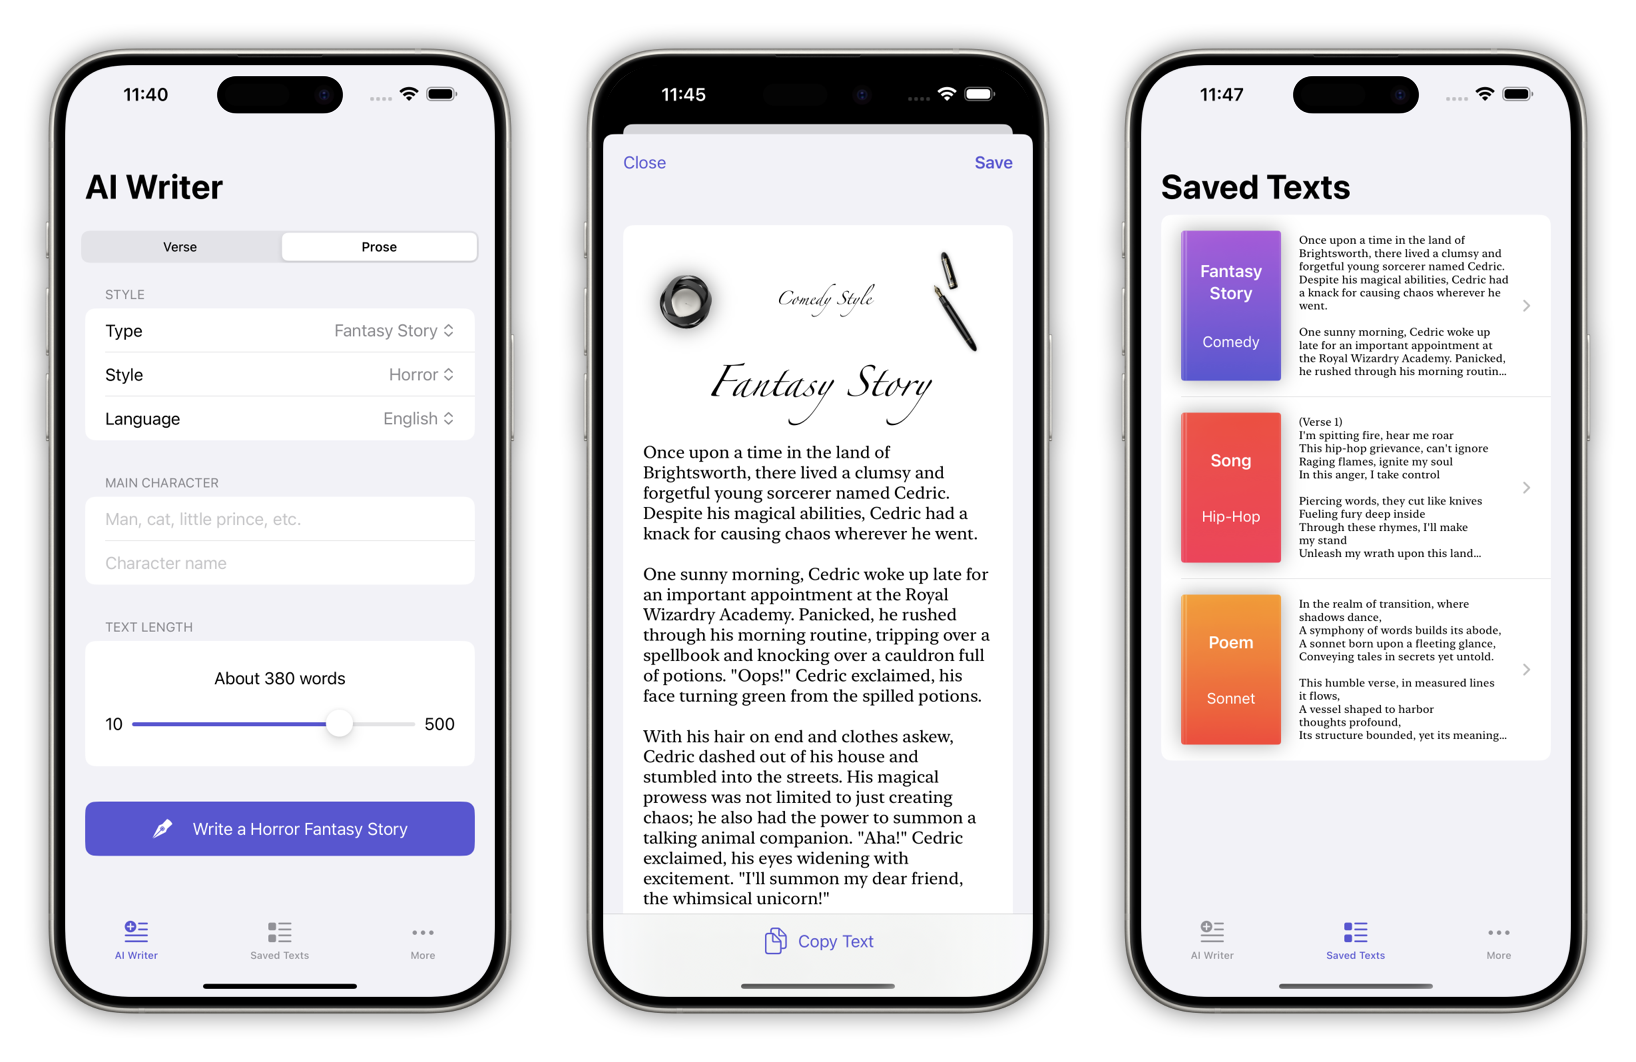 11:40
AI Writer
Verse
Prose
STYLE
Type
Fantasy Story
Style
Horror
Language
English
MAIN CHARACTER
Man, cat, little prince, etc.
Character name
TEXT LENGTH
About 380 words
10
500
Write a Horror Fantasy Story
AI Writer
Saved Texts
More
11:45
Close
Save
Comedy Style
Fantasy Story
Once upon a time in the land of
Brightsworth, there lived a clumsy and
forgetful young sorcerer named Cedric.
Despite his magical abilities, Cedric had a
knack for causing chaos wherever he went.
One sunny morning, Cedric woke up late for
an important appointment at the Royal
Wizardry Academy. Panicked, he rushed
through his morning routine, tripping over a
spellbook and knocking over a cauldron full
of potions. "Oops!" Cedric exclaimed, his
face turning green from the spilled potions.
With his hair on end and clothes askew,
Cedric dashed out of his house and
stumbled into the streets. His magical
prowess was not limited to just creating
chaos; he also had the power to summon a
talking animal companion. "Aha!" Cedric
exclaimed, his eyes widening with
excitement. "I'll summon my dear friend,
the whimsical unicorn!"
Copy Text
11:47
Saved Texts
Fantasy
Story
Comedy
Once upon a time in the land of
Brightsworth, there lived a clumsy and
forgetful young sorcerer named Cedric.
Despite his magical abilities, Cedric had
a knack for causing chaos wherever he
went.
One sunny morning, Cedric woke up
late for an important appointment at
the Royal Wizardry Academy. Panicked,
he rushed through his morning routin...
Song
Hip-Hop
(Verse 1)
I'm spitting fire, hear me roar
This hip-hop grievance, can't ignore
Raging flames, ignite my soul
In this anger, I take control
Piercing words, they cut like knives
Fueling fury deep inside
Through these rhymes, I'll make
my stand
Unleash my wrath upon this land...
Poem
Sonnet
In the realm of transition, where
shadows dance,
A symphony of words builds its abode,
A sonnet born upon a fleeting glance,
Conveying tales in secrets yet untold.
This humble verse, in measured lines
it flows,
A vessel shaped to harbor
thoughts profound,
Its structure bounded, yet its meaning...
AI Writer
Saved Texts
More